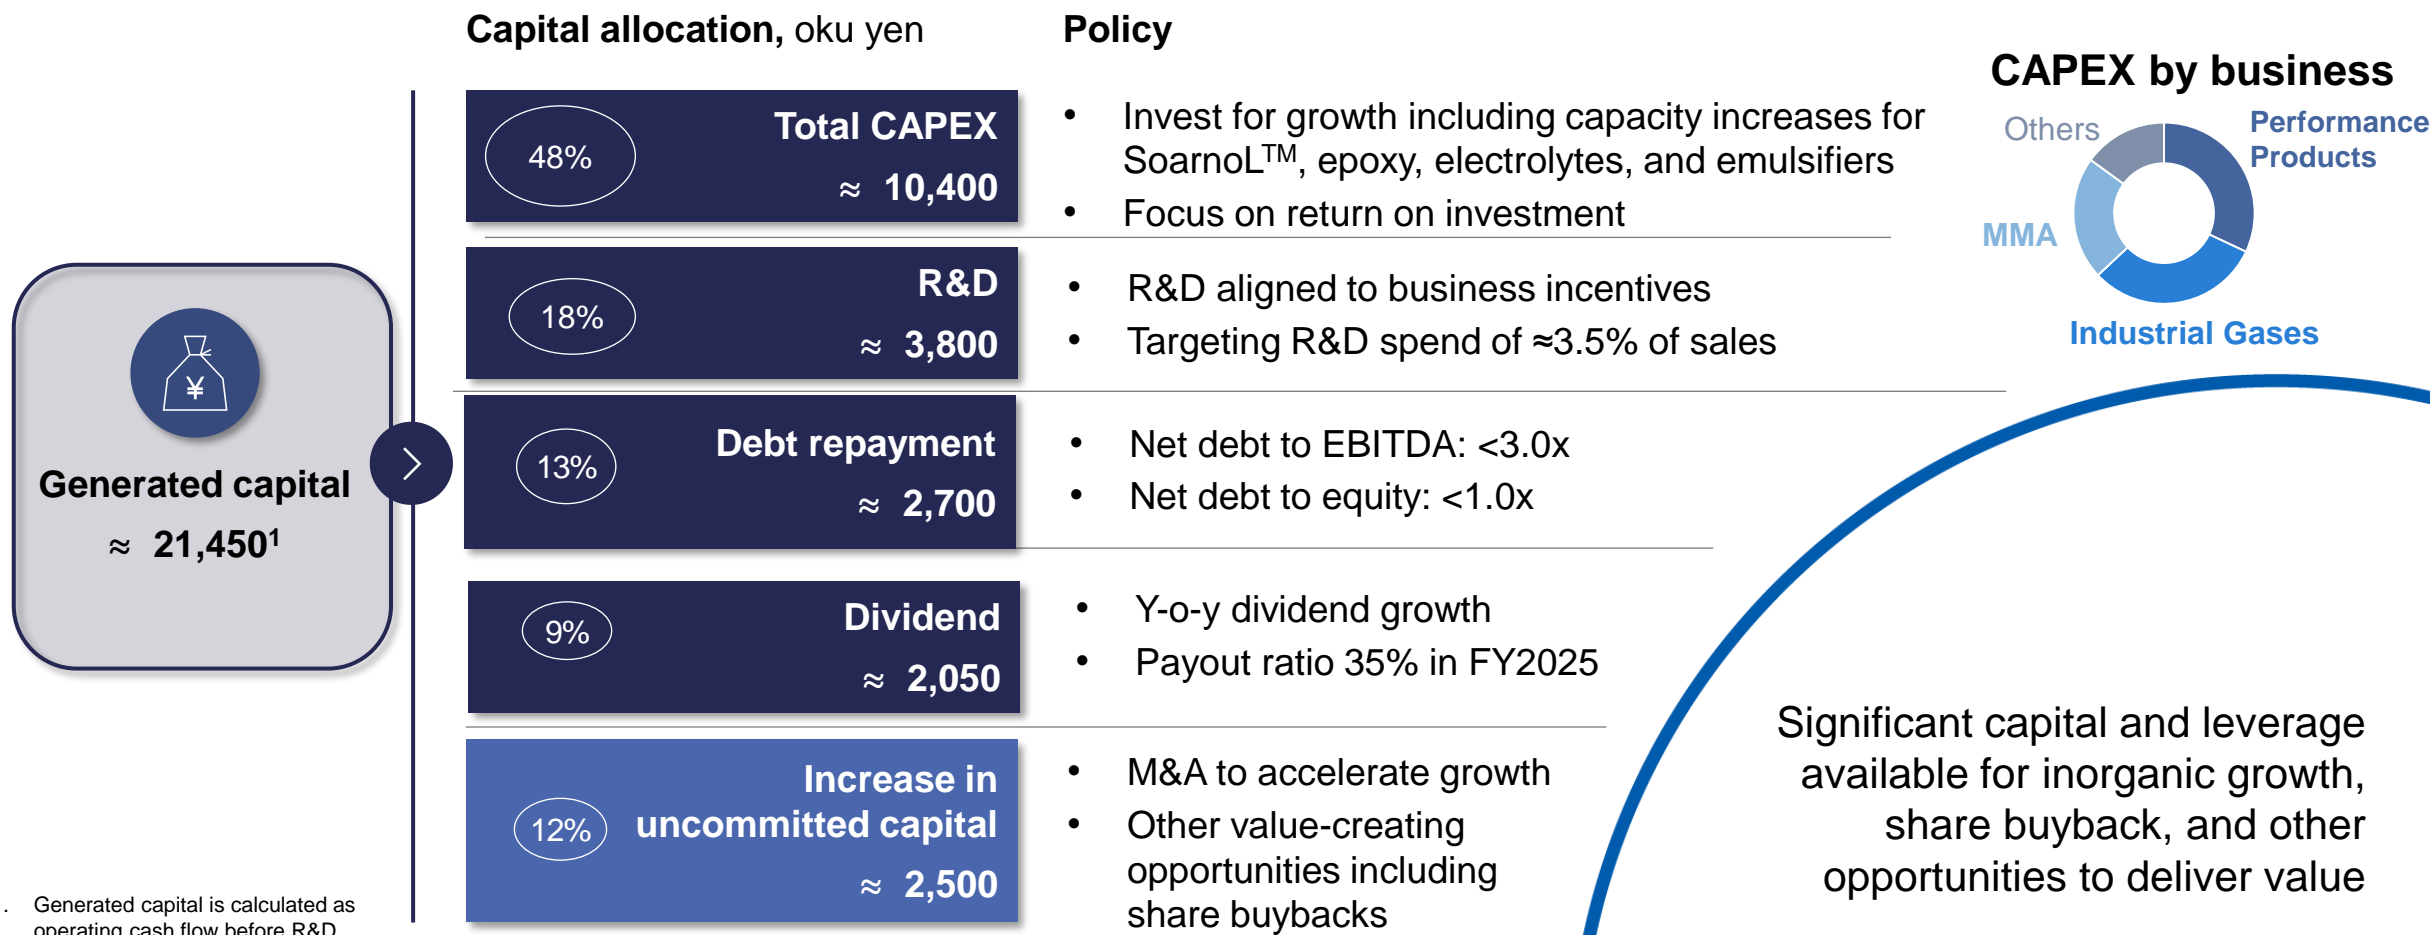 Capital allocation, oku yen
Policy
CAPEX by business
Generated capital
≈ 21,450¹
¥
48%
Total CAPEX
≈ 10,400
• Invest for growth including capacity increases for
SoarnoL™, epoxy, electrolytes, and emulsifiers
• Focus on return on investment
18%
R&D
≈ 3,800
• R&D aligned to business incentives
• Targeting R&D spend of ≈3.5% of sales
13%
Debt repayment
≈ 2,700
• Net debt to EBITDA: <3.0x
• Net debt to equity: <1.0x
9%
Dividend
≈ 2,050
• Y-o-y dividend growth
• Payout ratio 35% in FY2025
12%
Increase in
uncommitted capital
≈ 2,500
• M&A to accelerate growth
• Other value-creating
opportunities including
share buybacks
Others
Performance
Products
MMA
Industrial Gases
Significant capital and leverage
available for inorganic growth,
share buyback, and other
opportunities to deliver value
. Generated capital is calculated as
operating cash flow before R&D